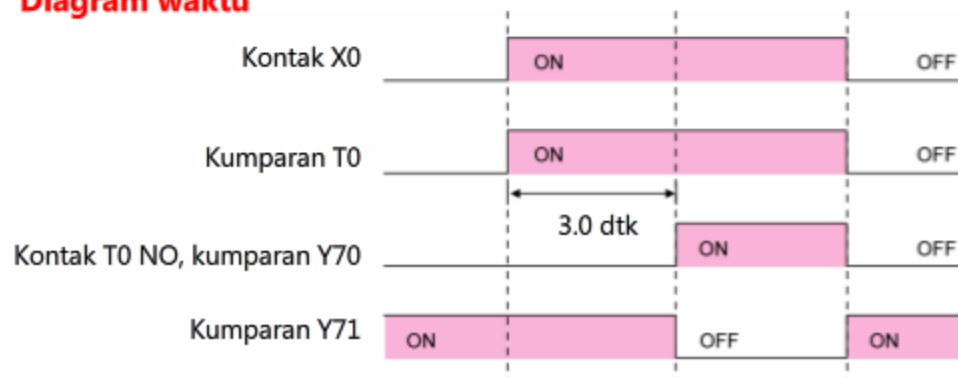 Diagram waktu
Kontak X0 ON OFF
Kumparan T0 ON OFF
3.0 dtk
Kontak T0 NO, kumparan Y70 ON OFF
Kumparan Y71 ON OFF ON